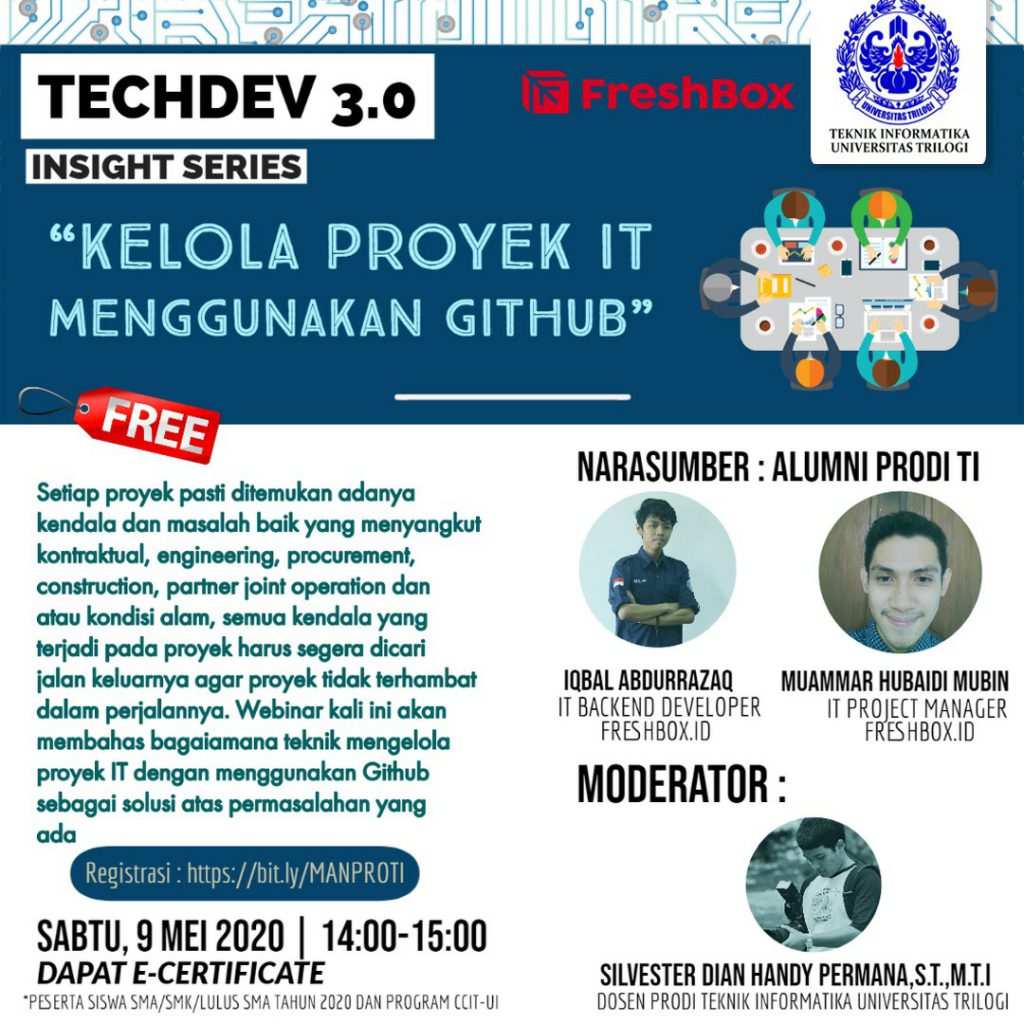 TECHDEV 3.0
INSIGHT SERIES
FreshBox
UNIVERSITAS TRILOGI
TEKNIK INFORMATIKA
UNIVERSITAS TRILOGI
“KELOLA PROYEK IT
MENGGUNAKAN GITHUB”
FREE
Setiap proyek pasti ditemukan adanya
kendala dan masalah baik yang menyangkut
kontraktual, engineering, procurement,
construction, partner joint operation dan
atau kondisi alam, semua kendala yang
terjadi pada proyek harus segera dicari
jalan keluarnya agar proyek tidak terhambat
dalam perjalannya. Webinar kali ini akan
membahas bagaiamana teknik mengelola
proyek IT dengan menggunakan Github
sebagai solusi atas permasalahan yang
ada
Registrasi : https://bit.ly/MANPROTI
SABTU, 9 MEI 2020 | 14:00-15:00
DAPAT E-CERTIFICATE
*PESERTA SISWA SMA/SMK/LULUS SMA TAHUN 2020 DAN PROGRAM CCIT-UI
NARASUMBER : ALUMNI PRODI TI
IQBAL ABDURRAZAQ
IT BACKEND DEVELOPER
FRESHBOX.ID
MUAMMAR HUBAIDI MUBIN
IT PROJECT MANAGER
FRESHBOX.ID
MODERATOR :
SILVESTER DIAN HANDY PERMANA,S.T.,M.T.I
DOSEN PRODI TEKNIK INFORMATIKA UNIVERSITAS TRILOGI